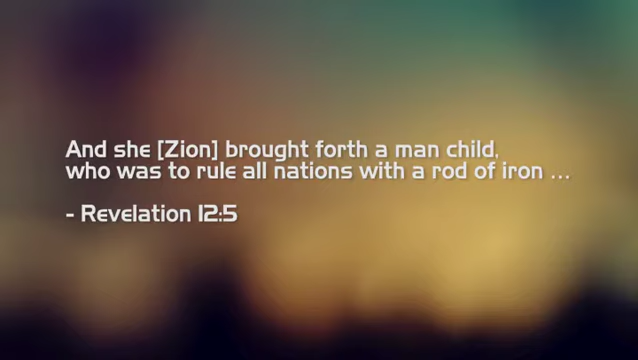 And she [Zion] brought forth a man child,
who was to rule all nations with a rod of iron ...
- Revelation 12:5